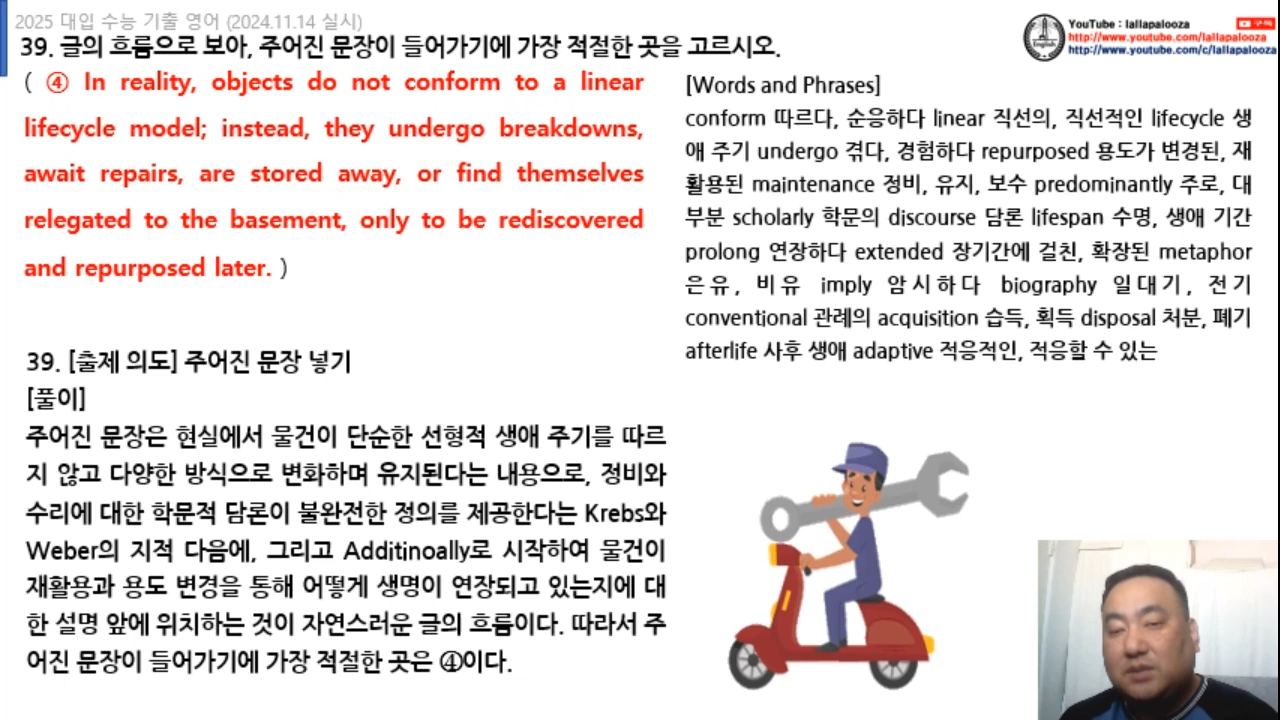 2025 대입 수능 기출 영어 (2024.11.14 실시)
39. 글의 흐름으로 보아, 주어진 문장이 들어가기에 가장 적절한 곳을 고르시오.
( ④ In reality, objects do not conform to a linear
lifecycle model; instead, they undergo breakdowns,
await repairs, are stored away, or find themselves
relegated to the basement, only to be rediscovered
and repurposed later. )
39. [출제 의도] 주어진 문장 넣기
[풀이]
주어진 문장은 현실에서 물건이 단순한 선형적 생애 주기를 따르
지 않고 다양한 방식으로 변화하며 유지된다는 내용으로, 정비와
수리에 대한 학문적 담론이 불완전한 정의를 제공한다는 Krebs와
Weber의 지적 다음에, 그리고 Additinoally로 시작하여 물건이
재활용과 용도 변경을 통해 어떻게 생명이 연장되고 있는지에 대
한 설명 앞에 위치하는 것이 자연스러운 글의 흐름이다. 따라서 주
어진 문장이 들어가기에 가장 적절한 곳은 ④이다.
YouTube : lallapalooza
구독
http://www.youtube.com/lallapalooza
http://www.youtube.com/c/lallapalooza
English
[Words and Phrases]
conform 따르다, 순응하다 linear 직선의, 직선적인 lifecycle 생
애 주기 undergo 겪다, 경험하다 repurposed 용도가 변경된, 재
활용된 maintenance 정비, 유지, 보수 predominantly 주로, 대
부분 scholarly 학문의 discourse 담론 lifespan 수명, 생애 기간
prolong 연장하다 extended 장기간에 걸친, 확장된 metaphor
은유, 비유 imply 암시하다 biography 일대기, 전기
conventional 관례의 acquisition 습득, 획득 disposal 처분, 폐기
afterlife 사후 생애 adaptive 적응적인, 적응할 수 있는